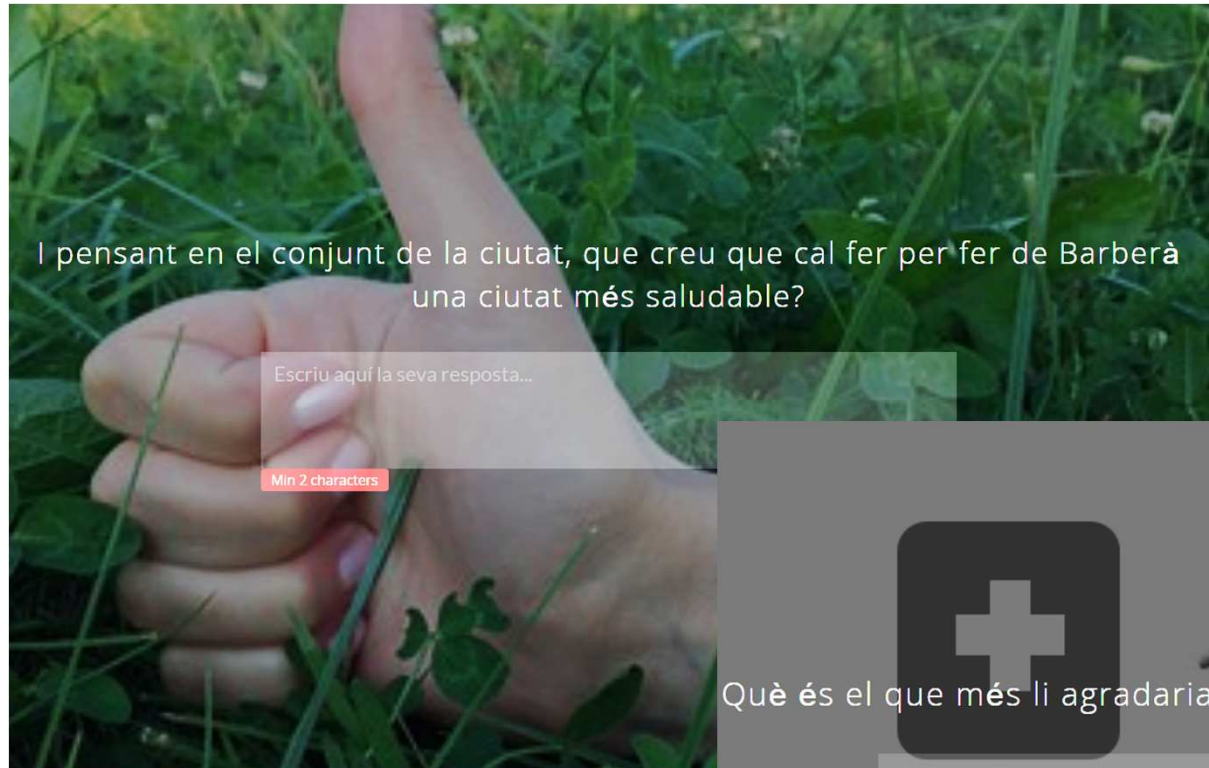 I pensant en el conjunt de la ciutat, que creu que cal fer per fer de Barberà
una ciutat més saludable?
Escriu aquí la seva resposta...
Min 2 characters
Què és el que més li agradaria